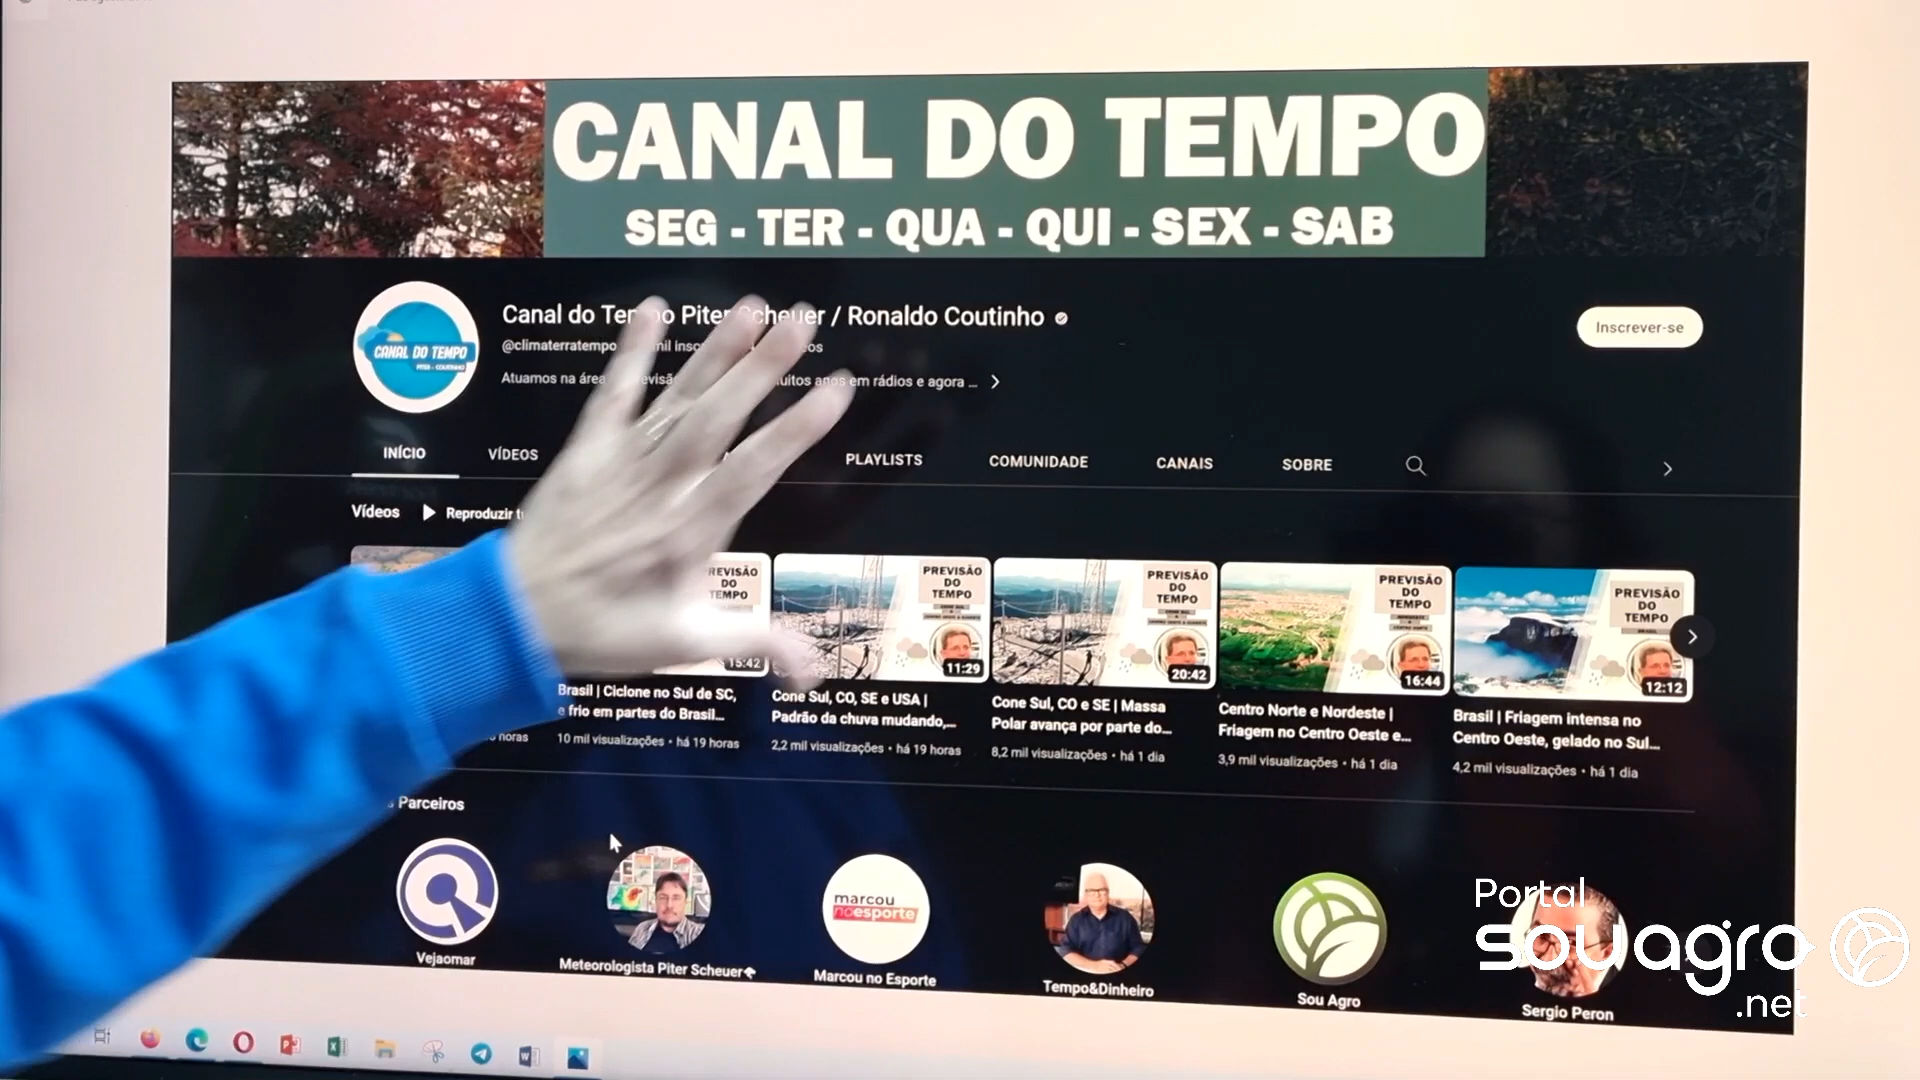 CANAL DO TEMPO
SEG - TER - QUA - QUI - SEX - SAB
CANAL DO TEMPO
Canal do Tempo Piter Scheuer / Ronaldo Coutinho
@climaterratempo mil
Atuamos na área anos em rádios e agora ...
Inscrever-se
INÍCIO
VÍDEOS
PLAYLISTS
COMUNIDADE
CANAIS
SOBRE
Vídeos
Reproduzir
PREVISÃO
DO
TEMPO
11:29
PREVISÃO
DO
TEMPO
20:42
PREVISÃO
DO
TEMPO
16:44
PREVISÃO
DO
TEMPO
BRASIL
12:12
DO
TEMPO
15:42
Brasil | Ciclone no Sul de SC,
e frio em partes do Brasil...
10 mil visualizações • há 19 horas
Cone Sul, CO, SE e USA |
Padrão da chuva mudando,...
2,2 mil visualizações • há 19 horas
Cone Sul, CO e SE | Massa
Polar avança por parte do...
8,2 mil visualizações • há 1 dia
Centro Norte e Nordeste |
Friagem no Centro Oeste e...
3,9 mil visualizações • há 1 dia
Brasil | Friagem intensa no
Centro Oeste, gelado no Sul...
4,2 mil visualizações • há 1 dia
horas
Parceiros
marcou
noesporte
Vejaomar
Meteorologista Piter Scheuer
Marcou no Esporte
Tempo&Dinheiro
Sou Agro
Sergio Peron
Portal
souagro
.net